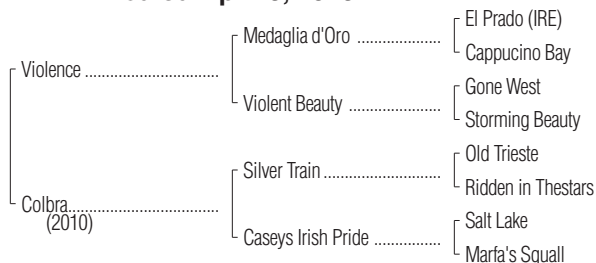 El Prado (IRE)
Medaglia d'Oro
Cappucino Bay
Violence
Gone West
Violent Beauty
Storming Beauty
Old Trieste
Silver Train
Ridden in Thestars
Colbra
(2010)
Salt Lake
Caseys Irish Pride
Marfa's Squall